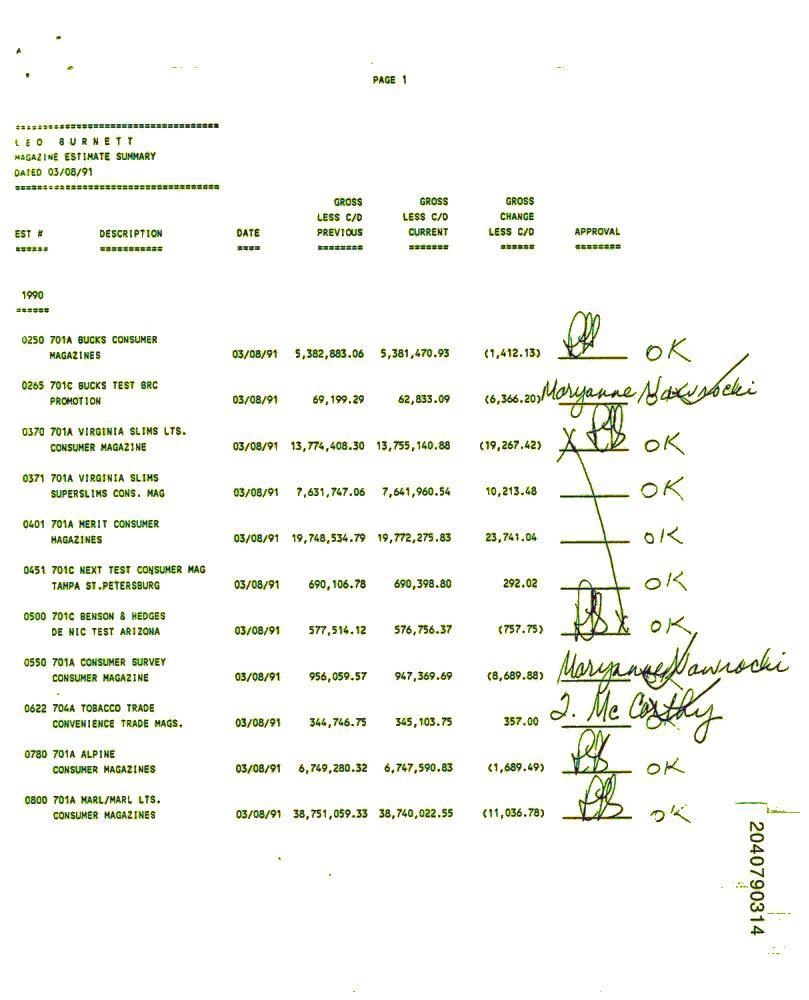 PAGE 1
LEO BURNETT
MAGAZINE ESTIMATE SUMMARY
DATED 03/08/91
GROSS GROSS GROSS
LESS C/D LESS C/D CHANGE
EST # DESCRIPTION DATE PREVIOUS CURRENT LESS C/D APPROVAL
1990
0250 701A BUCKS CONSUMER
MAGAZINES 03/08/91 5,382,883.06 5,381,470.93 (1,412.13) OK
0265 701C BUCKS TEST BRC
PROMOTION 03/08/91 69,199.29 62,833.09 (6,366.20) Maryanne Nawrocki
0370 701A VIRGINIA SLIMS LTS.
CONSUMER MAGAZINE 03/08/91 13,774,408.30 13,755,140.88 (19,267.42) X OK
0371 701A VIRGINIA SLIMS
SUPERSLIMS CONS. MAG 03/08/91 7,631,747.06 7,641,960.54 10,213.48 OK
0401 701A MERIT CONSUMER
MAGAZINES 03/08/91 19,748,534.79 19,772,275.83 23,741.04 OK
0451 701C NEXT TEST CONSUMER MAG
TAMPA ST.PETERSBURG 03/08/91 690,106.78 690,398.80 292.02 OK
0500 701C BENSON & HEDGES
DE NIC TEST ARIZONA 03/08/91 577,514.12 576,756.37 (757.75) X OK
0550 701A CONSUMER SURVEY
CONSUMER MAGAZINE 03/08/91 956,059.57 947,369.69 (8,689.88) Maryanne Nawrocki
0622 704A TOBACCO TRADE
CONVENIENCE TRADE MAGS. 03/08/91 344,746.75 345,103.75 357.00 J. McCarthy OK
0780 701A ALPINE
CONSUMER MAGAZINES 03/08/91 6,749,280.32 6,747,590.83 (1,689.49) OK
0800 701A MARL/MARL LTS.
CONSUMER MAGAZINES 03/08/91 38,751,059.33 38,740,022.55 (11,036.78) OK
2040790314